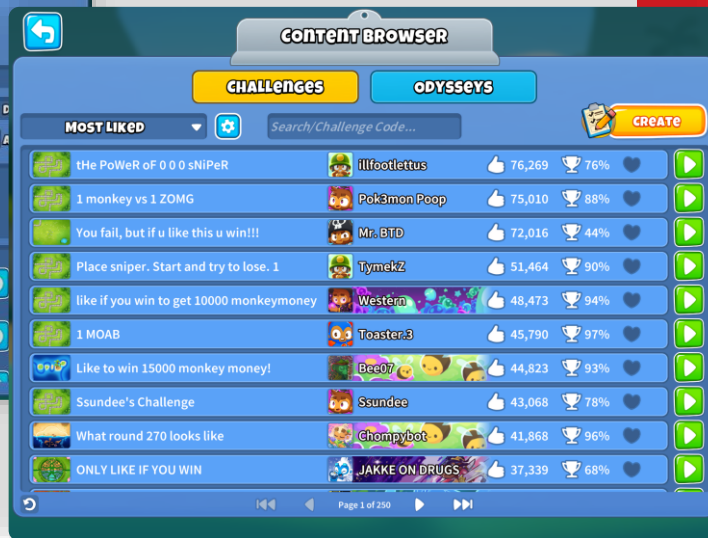 Content Browser
Challenges
Odysseys
Most Liked
Search/Challenge Code...
Create
tHe PoWeR oF 0 0 0 sNiPeR illfootlettus 76,269 76%
1 monkey vs 1 ZOMG Pok3mon Poop 75,010 88%
You fail, but if u like this u win!!! Mr. BTD 72,016 44%
Place sniper. Start and try to lose. 1 TymekZ 51,464 90%
like if you win to get 10000 monkeymoney Western 48,473 94%
1 MOAB Toaster.3 45,790 97%
Like to win 15000 monkey money! Bee07 44,823 93%
Ssundee's Challenge Ssundee 43,068 78%
What round 270 looks like Chompybot 41,868 96%
ONLY LIKE IF YOU WIN JAKKE ON DRUGS 37,339 68%
Page 1 of 250